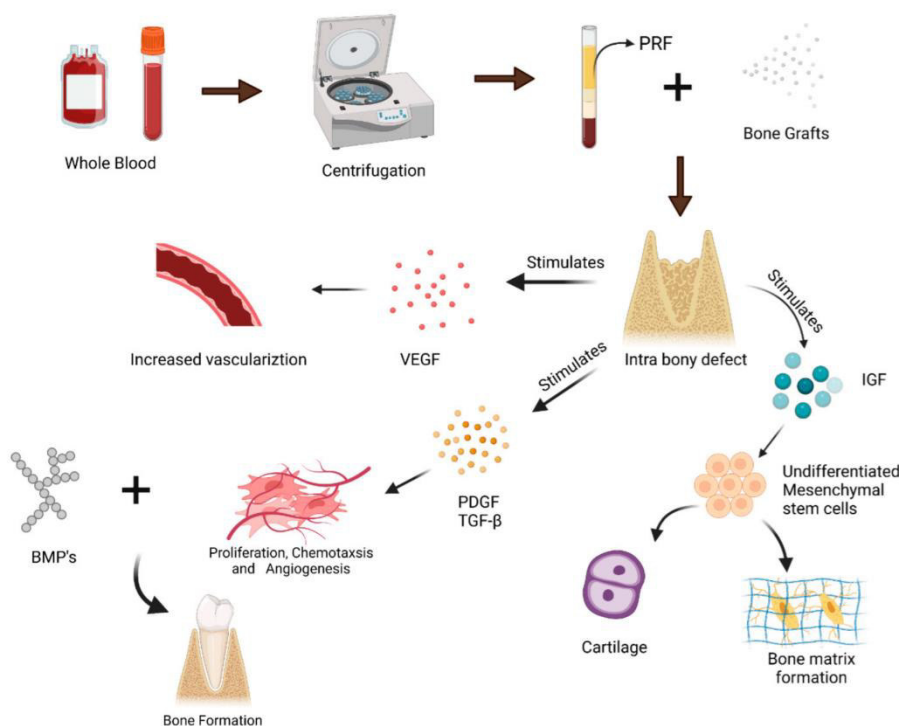 Whole Blood
Centrifugation
PRF
+
Bone Grafts
Stimulates
Increased vasculariztion
VEGF
Intra bony defect
Stimulates
Stimulates
IGF
PDGF
TGF-β
Undifferentiated
Mesenchymal
stem cells
BMP's
+
Proliferation, Chemotaxsis
and Angiogenesis
Cartilage
Bone matrix
formation
Bone Formation